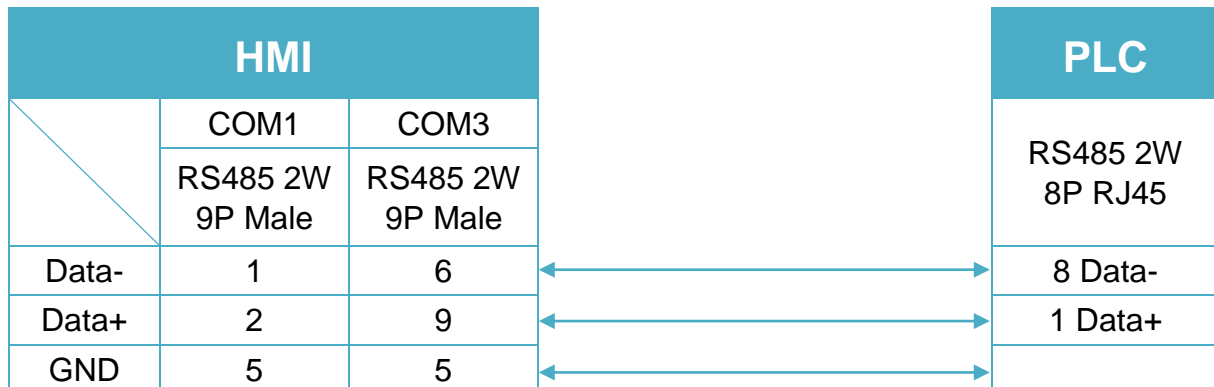 HMI
PLC
COM1 COM3
RS485 2W
9P Male
RS485 2W
9P Male
RS485 2W
8P RJ45
Data- 1 6 8 Data-
Data+ 2 9 1 Data+
GND 5 5